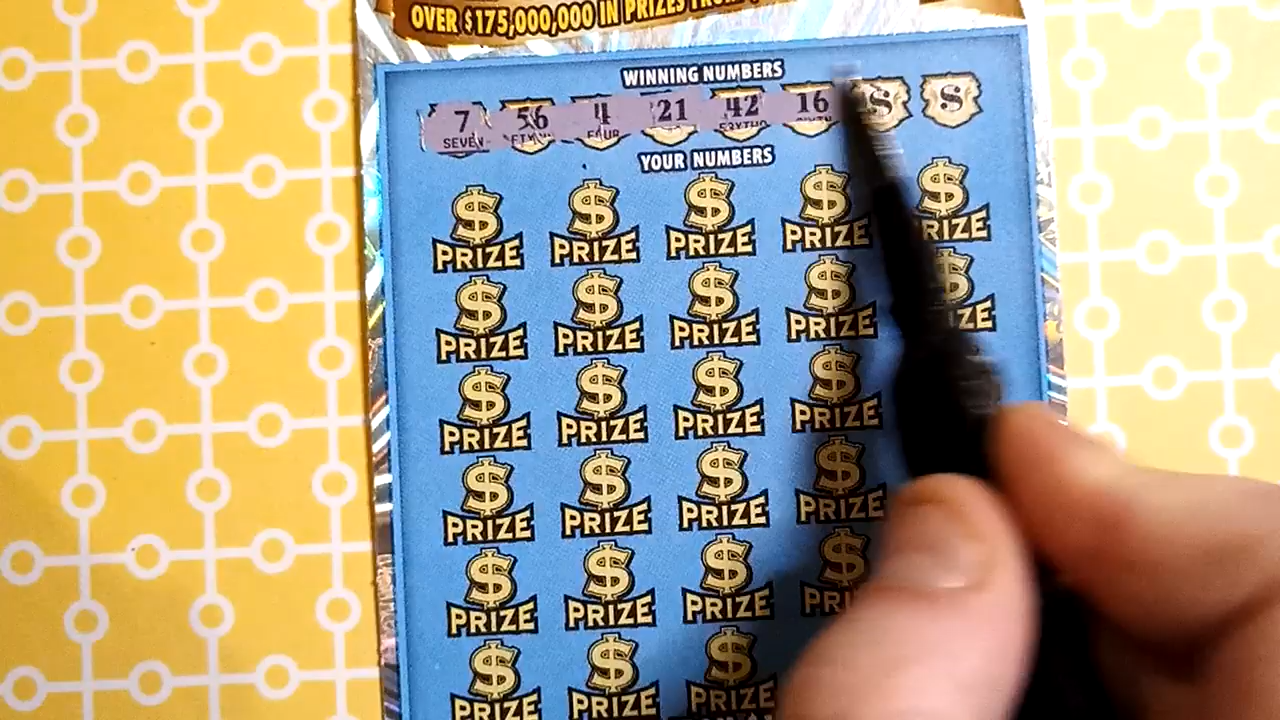 OVER $175,000,000 IN PRIZES
WINNING NUMBERS
7 56 4 21 42 16 $ $
SEVEN
YOUR NUMBERS
$ $ $ $ $
PRIZE PRIZE PRIZE PRIZE PRIZE
$ $ $ $ $
PRIZE PRIZE PRIZE PRIZE
$ $ $ $
PRIZE PRIZE PRIZE PRIZE
$ $ $ $
PRIZE PRIZE PRIZE PRIZE
$ $ $ $
PRIZE PRIZE PRIZE
$ $ $
PRIZE PRIZE PRIZE